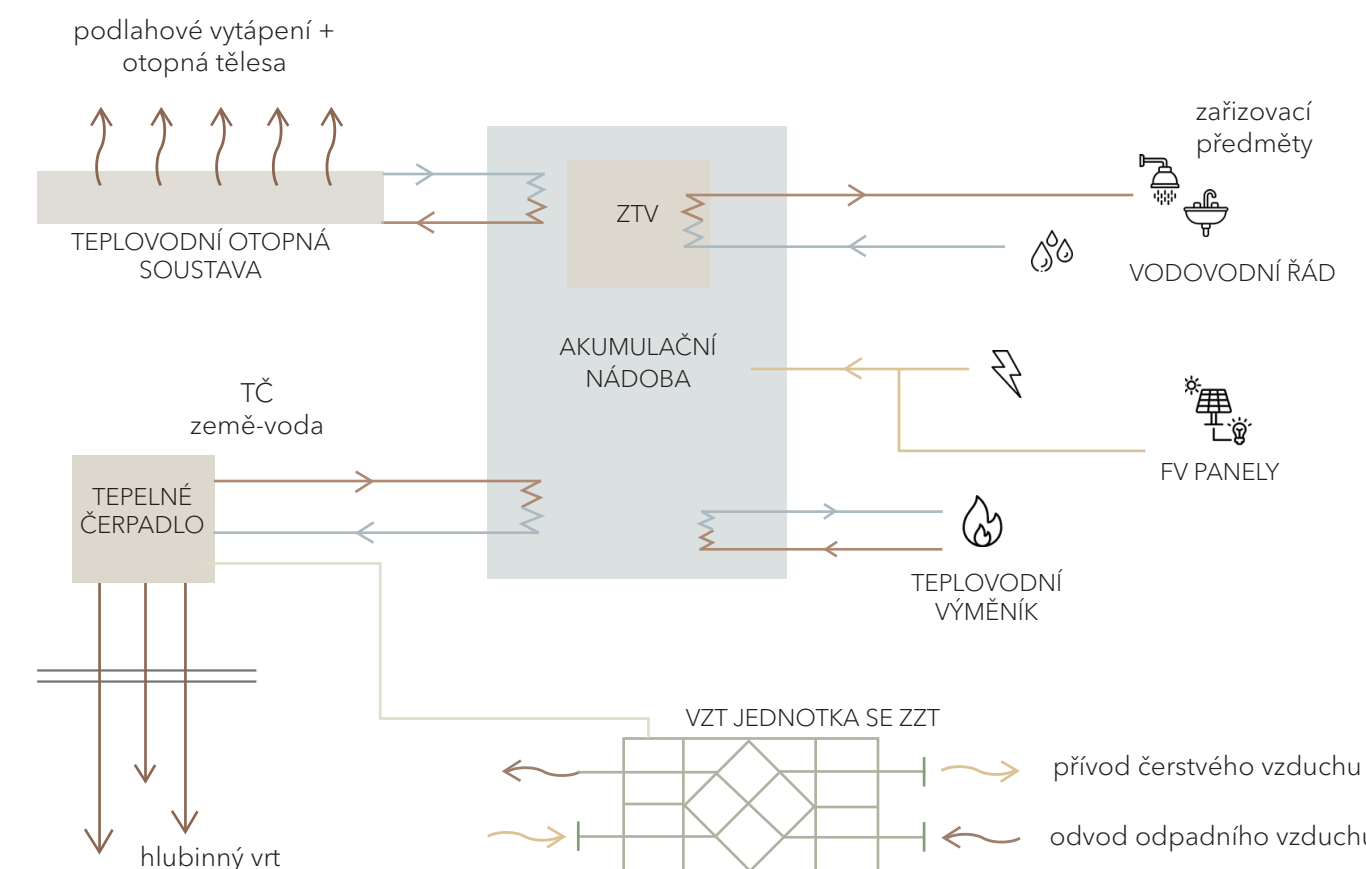 podlahové vytápení +
otopná tělesa
TEPLOVODNÍ OTOPNÁ
SOUSTAVA
ZTV
zařizovací
předměty
VODOVODNÍ ŘÁD
AKUMULAČNÍ
NÁDOBA
FV PANELY
TČ
země-voda
TEPELNÉ
ČERPADLO
TEPLOVODNÍ
VÝMĚNÍK
hlubinný vrt
VZT JEDNOTKA SE ZZT
přívod čerstvého vzduchu
odvod odpadního vzduchu